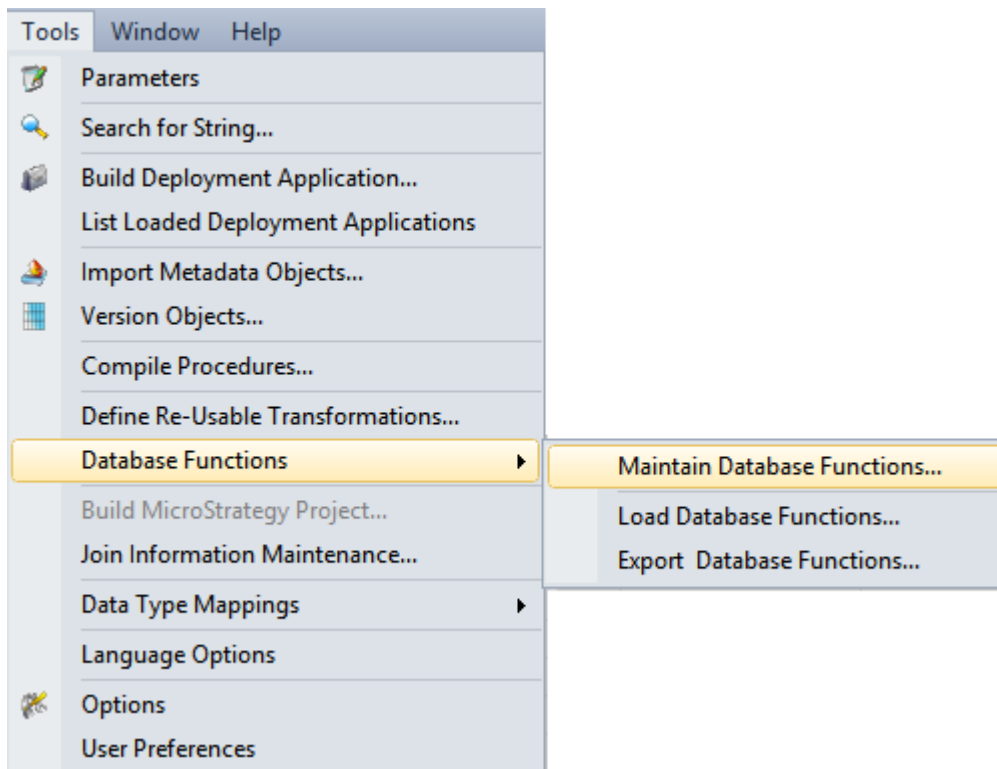 Tools Window Help
Parameters
Search for String...
Build Deployment Application...
List Loaded Deployment Applications
Import Metadata Objects...
Version Objects...
Compile Procedures...
Define Re-Usable Transformations...
Database Functions
Maintain Database Functions...
Load Database Functions...
Export  Database Functions...
Build MicroStrategy Project...
Join Information Maintenance...
Data Type Mappings
Language Options
Options
User Preferences